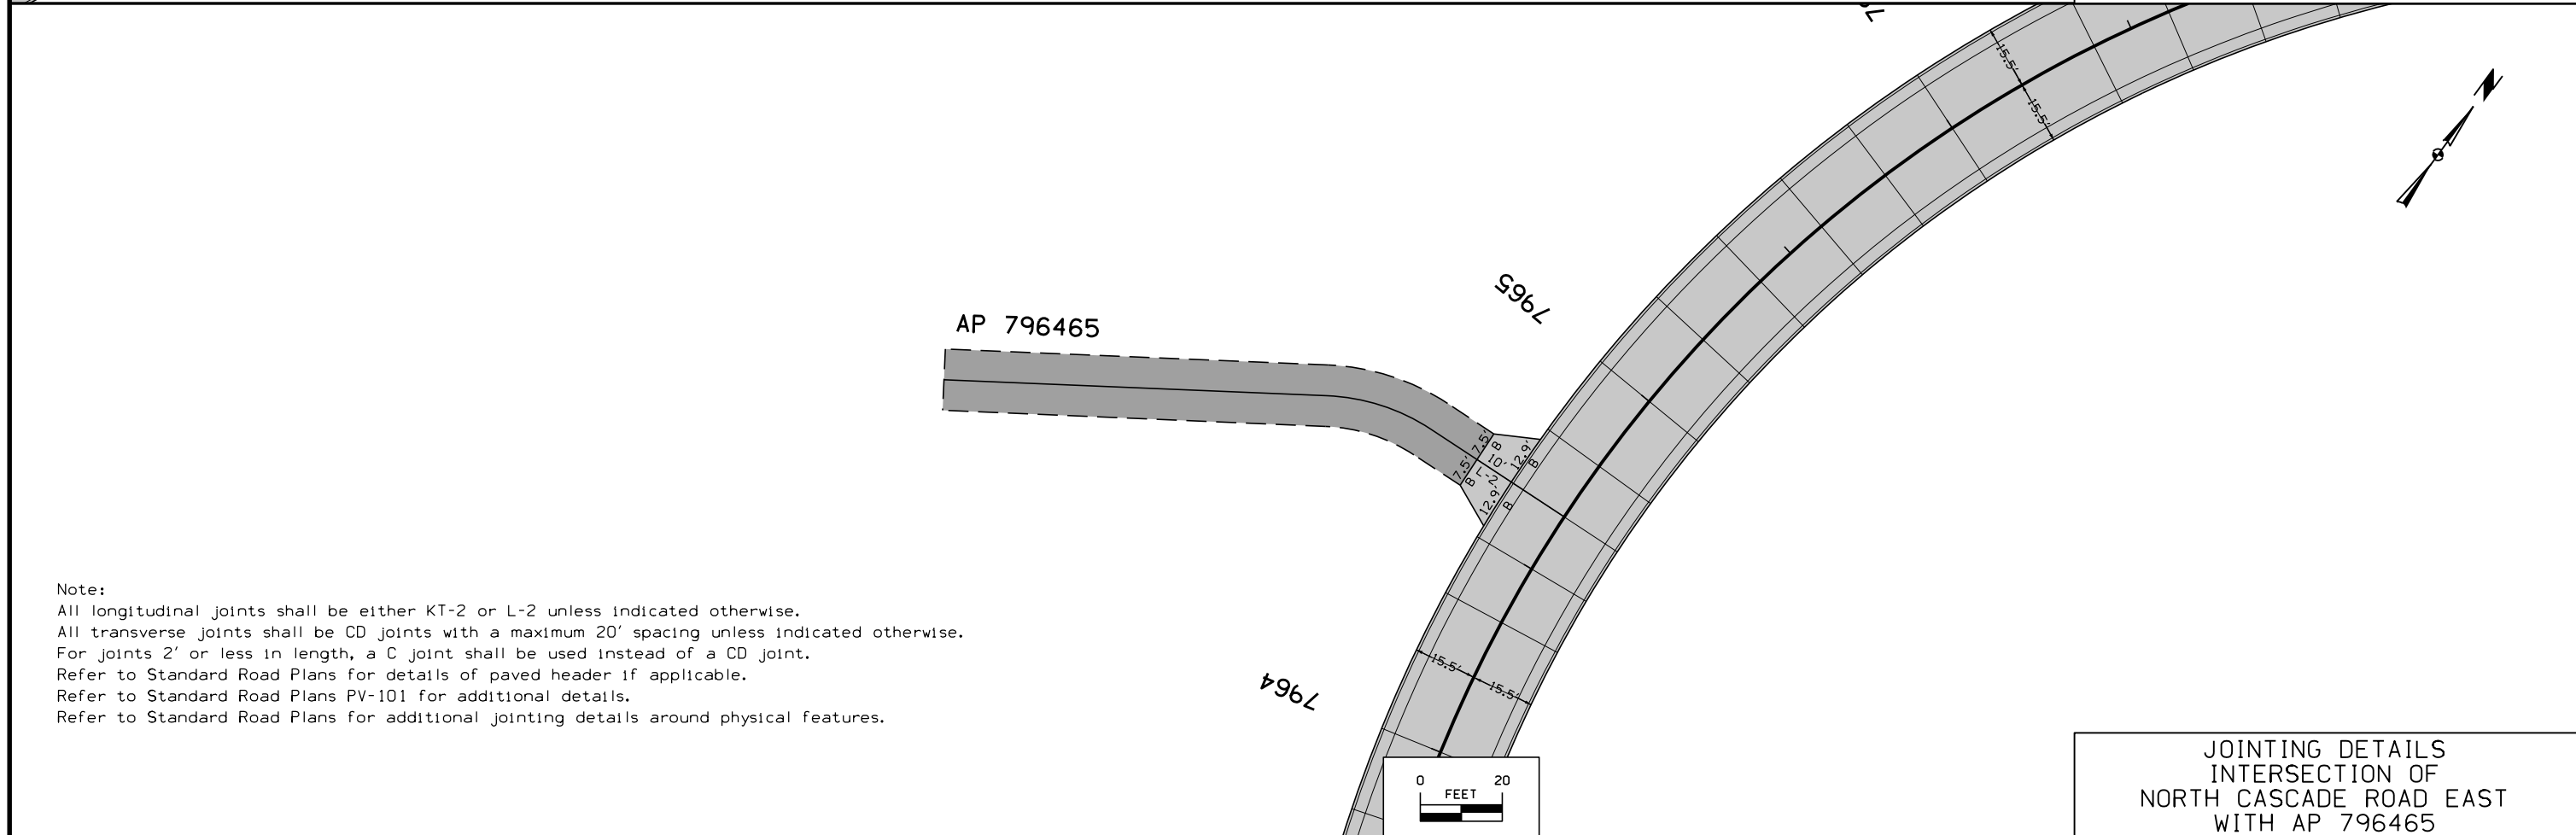 15.5'
15.5'
N
7965
AP 796465
7.5'
7.5'
B
B
10'
L-2
12.9'
12.9'
B
B
Note:
All longitudinal joints shall be either KT-2 or L-2 unless indicated otherwise.
All transverse joints shall be CD joints with a maximum 20' spacing unless indicated otherwise.
For joints 2' or less in length, a C joint shall be used instead of a CD joint.
Refer to Standard Road Plans for details of paved header if applicable.
Refer to Standard Road Plans PV-101 for additional details.
Refer to Standard Road Plans for additional jointing details around physical features.
7964
15.5'
15.5'
0 20
FEET
JOINTING DETAILS
INTERSECTION OF
NORTH CASCADE ROAD EAST
WITH AP 796465